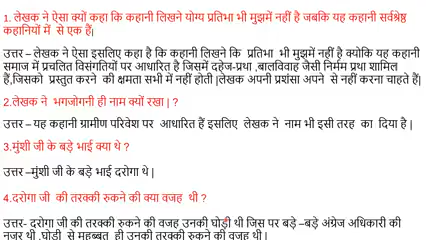 1. लेखक ने ऐसा क्यों कहा कि कहानी लिखने योग्य प्रतिभा भी मुझमें नहीं है जबकि यह कहानी सर्वश्रेष्ठ
कहानियों में से एक हैं|
उत्तर – लेखक ने ऐसा इसलिए कहा है कि कहानी लिखने कि प्रतिभा भी मुझमें नहीं है क्योकि यह कहानी
समाज में प्रचलित विसंगतियों पर आधारित है जिसमें दहेज-प्रथा ,बालविवाह जैसी निर्मम प्रथा शामिल
हैं,जिसको प्रस्तुत करने की क्षमता सभी में नहीं होती |लेखक अपनी प्रशंसा अपने से नहीं करना चाहते हैं|
2.लेखक ने भगजोगनी ही नाम क्यों रखा | ?
उत्तर – यह कहानी ग्रामीण परिवेश पर आधारित हैं इसलिए लेखक ने नाम भी इसी तरह का दिया है |
3.मुंशी जी के बड़े भाई क्या थे ?
उत्तर –मुंशी जी के बड़े भाई दरोगा थे |
4.दरोगा जी की तरक्की रुकने की क्या वजह थी ?
उत्तर- दरोगा जी की तरक्की रुकने की वजह उनकी घोड़ी थी जिस पर बड़े –बड़े अंग्रेज अधिकारी की
नजर थी .घोड़ी से मुहब्बत ही उनकी तरक्की रुकने की वजह थी |